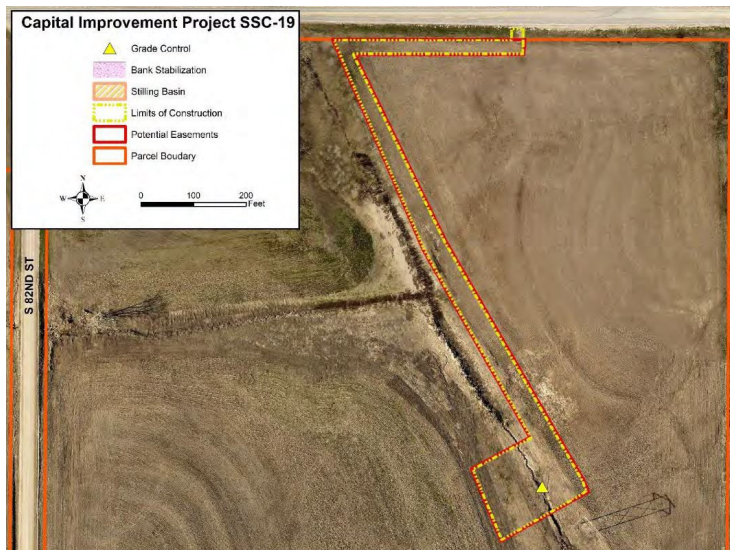 Capital Improvement Project SSC-19
Grade Control
Bank Stabilization
Stilling Basin
Limits of Construction
Potential Easements
Parcel Boudary
N
W E
S
0 100 200
Feet
S 82ND ST